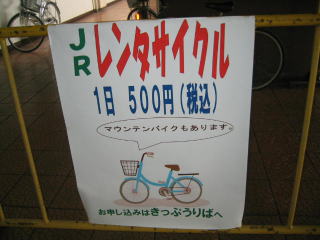 JR レンタサイクル
1日 500円(税込)
マウンテンバイクもあります。
お申し込みはきっぷうりばへ